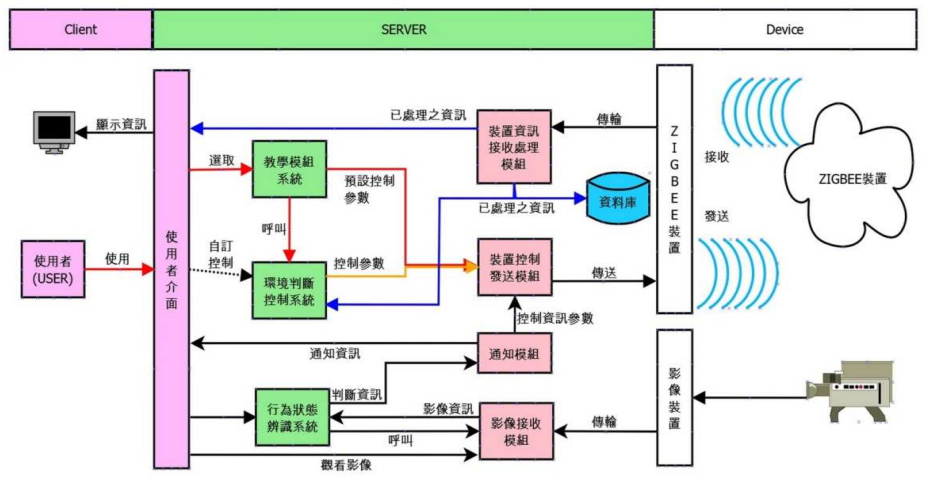 Client
SERVER
Device
顯示資訊
已處理之資訊
裝置資訊
接收處理
模組
傳輸
ZIGBEE裝置
接收
ZIGBEE裝置
發送
選取
教學模組
系統
預設控制
參數
已處理之資訊
資料庫
呼叫
使用者
(USER)
使用
使用者介面
自訂
控制
環境判斷
控制系統
控制參數
裝置控制
發送模組
傳送
控制資訊參數
通知資訊
通知模組
判斷資訊
行為狀態
辨識系統
影像資訊
呼叫
影像接收
模組
傳輸
影像裝置
觀看影像